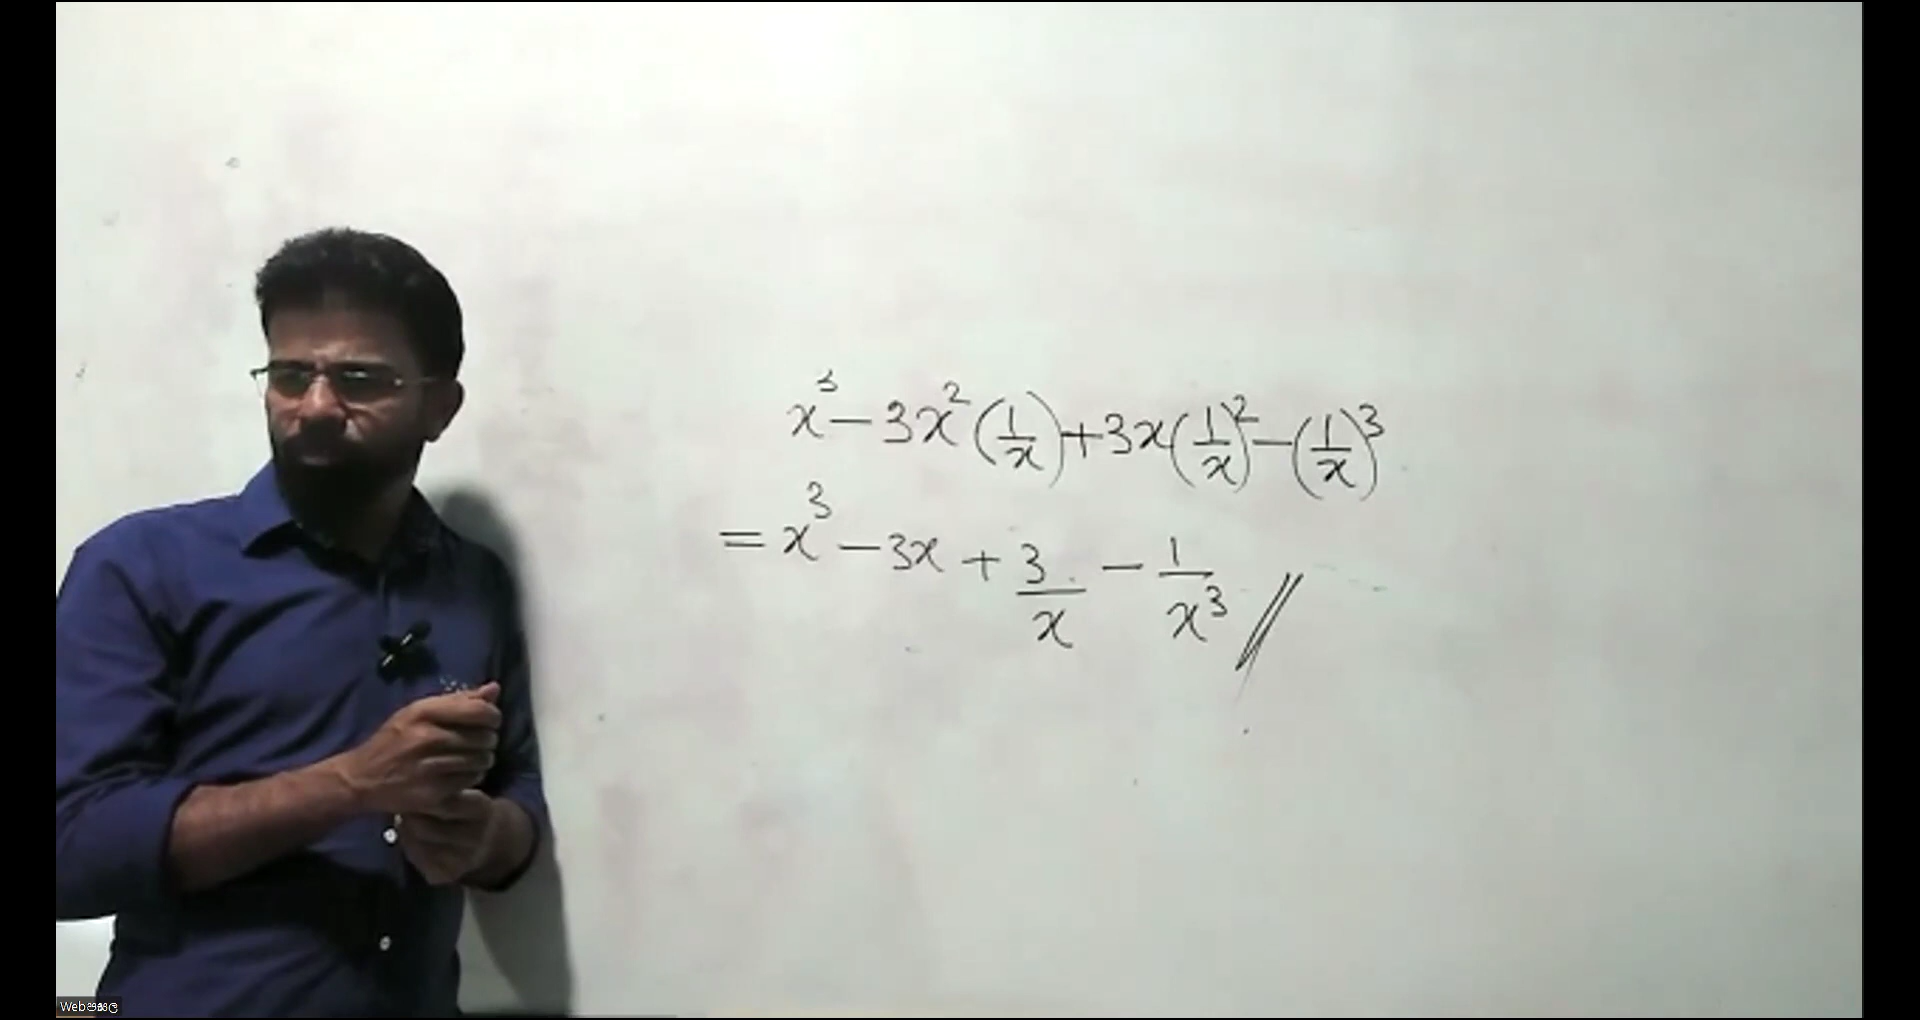 x³ - 3x² (1/x) + 3x (1/x)² - (1/x)³
= x³ - 3x + 3/x - 1/x³ //